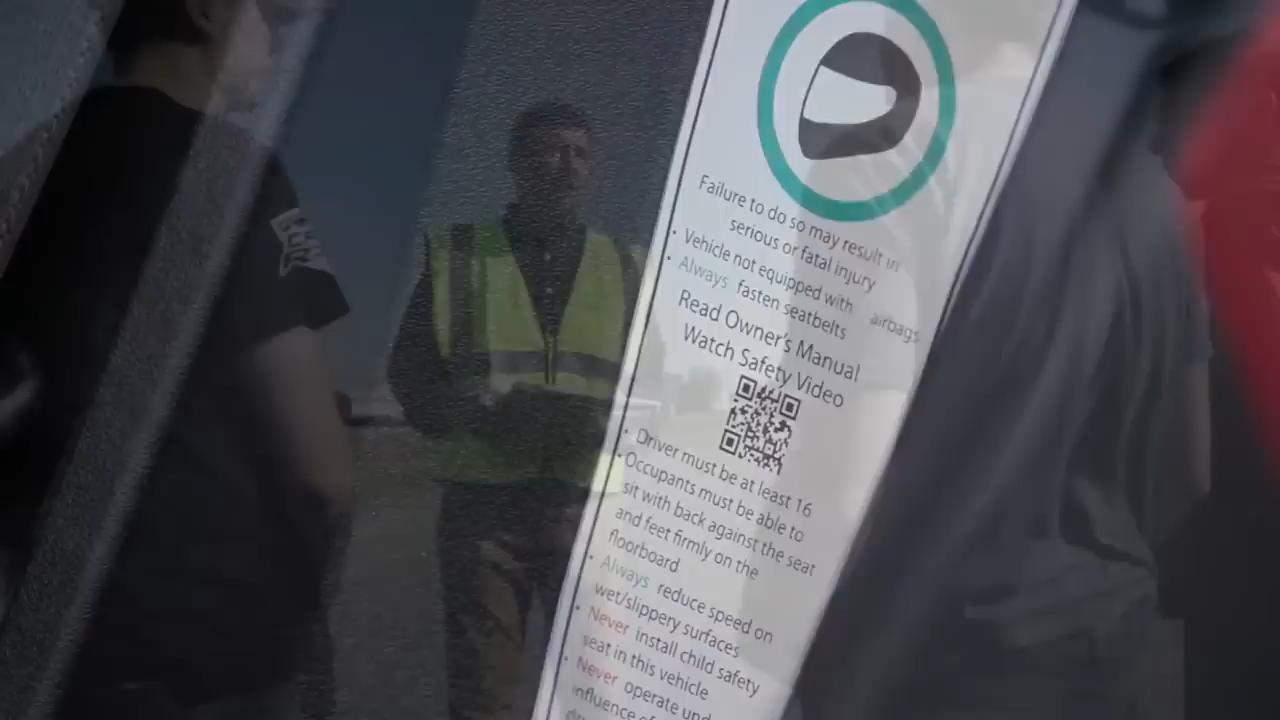 Failure to do so may result in
serious or fatal injury
• Vehicle not equipped with airbags
• Always fasten seatbelts
Read Owner's Manual
Watch Safety Video
• Driver must be at least 16
• Occupants must be able to
sit with back against the seat
and feet firmly on the
floorboard
• Always reduce speed on
wet/slippery surfaces
• Never install child safety
seat in this vehicle
• Never operate und
influence of